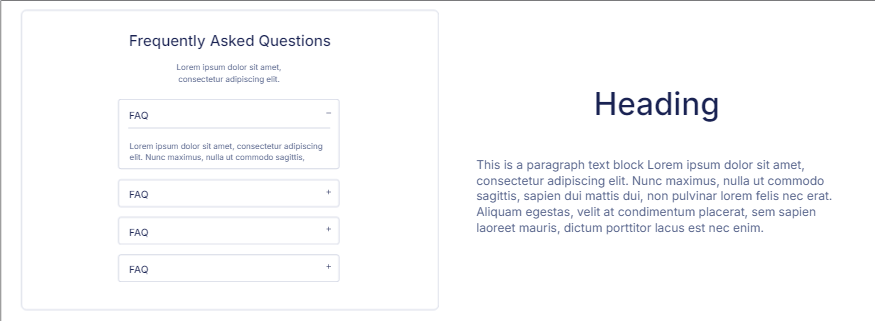 Frequently Asked Questions
Lorem ipsum dolor sit amet,
consectetur adipiscing elit.
FAQ −
Lorem ipsum dolor sit amet, consectetur adipiscing
elit. Nunc maximus, nulla ut commodo sagittis,
FAQ +
FAQ +
FAQ +
Heading
This is a paragraph text block Lorem ipsum dolor sit amet,
consectetur adipiscing elit. Nunc maximus, nulla ut commodo
sagittis, sapien dui mattis dui, non pulvinar lorem felis nec erat.
Aliquam egestas, velit at condimentum placerat, sem sapien
laoreet mauris, dictum porttitor lacus est nec enim.